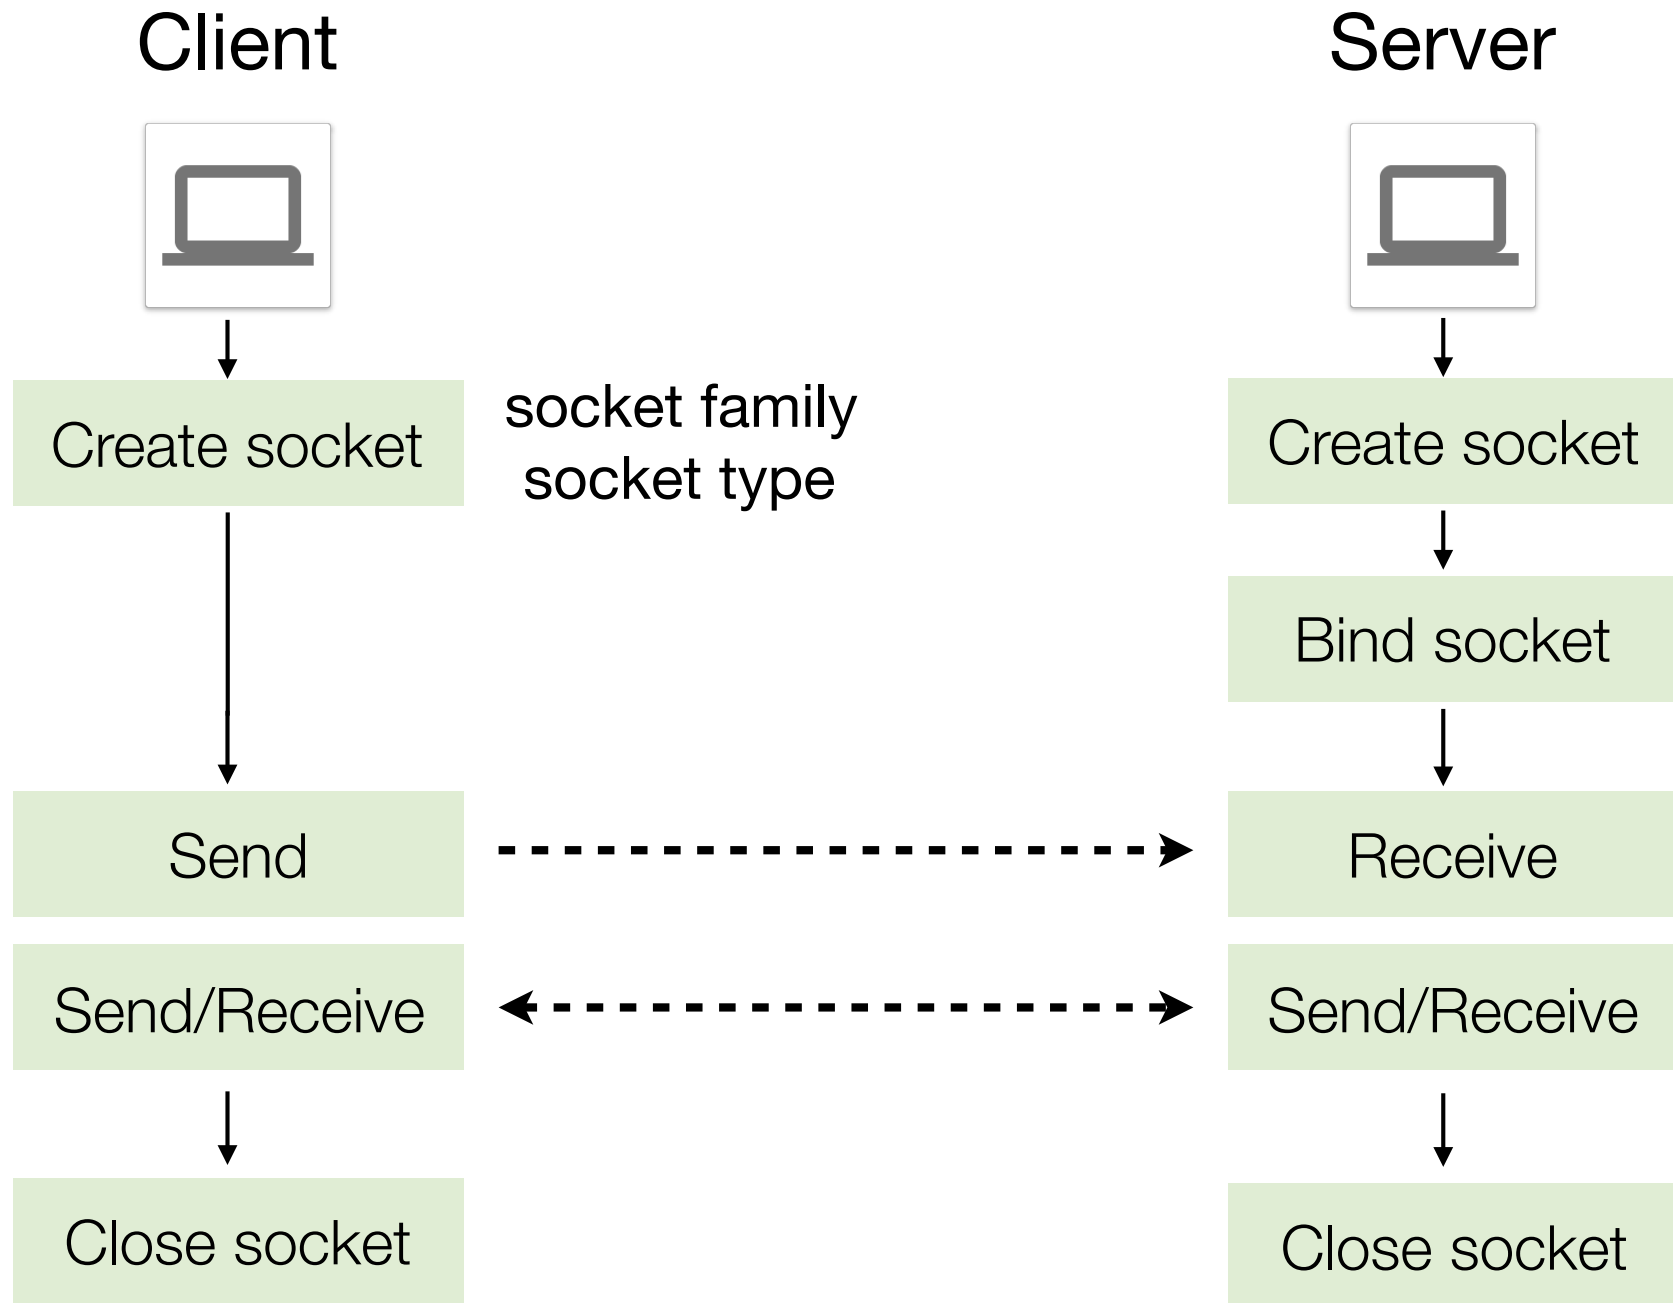 Client
Server
Create socket
socket family
socket type
Create socket
Bind socket
Send
Receive
Send/Receive
Send/Receive
Close socket
Close socket